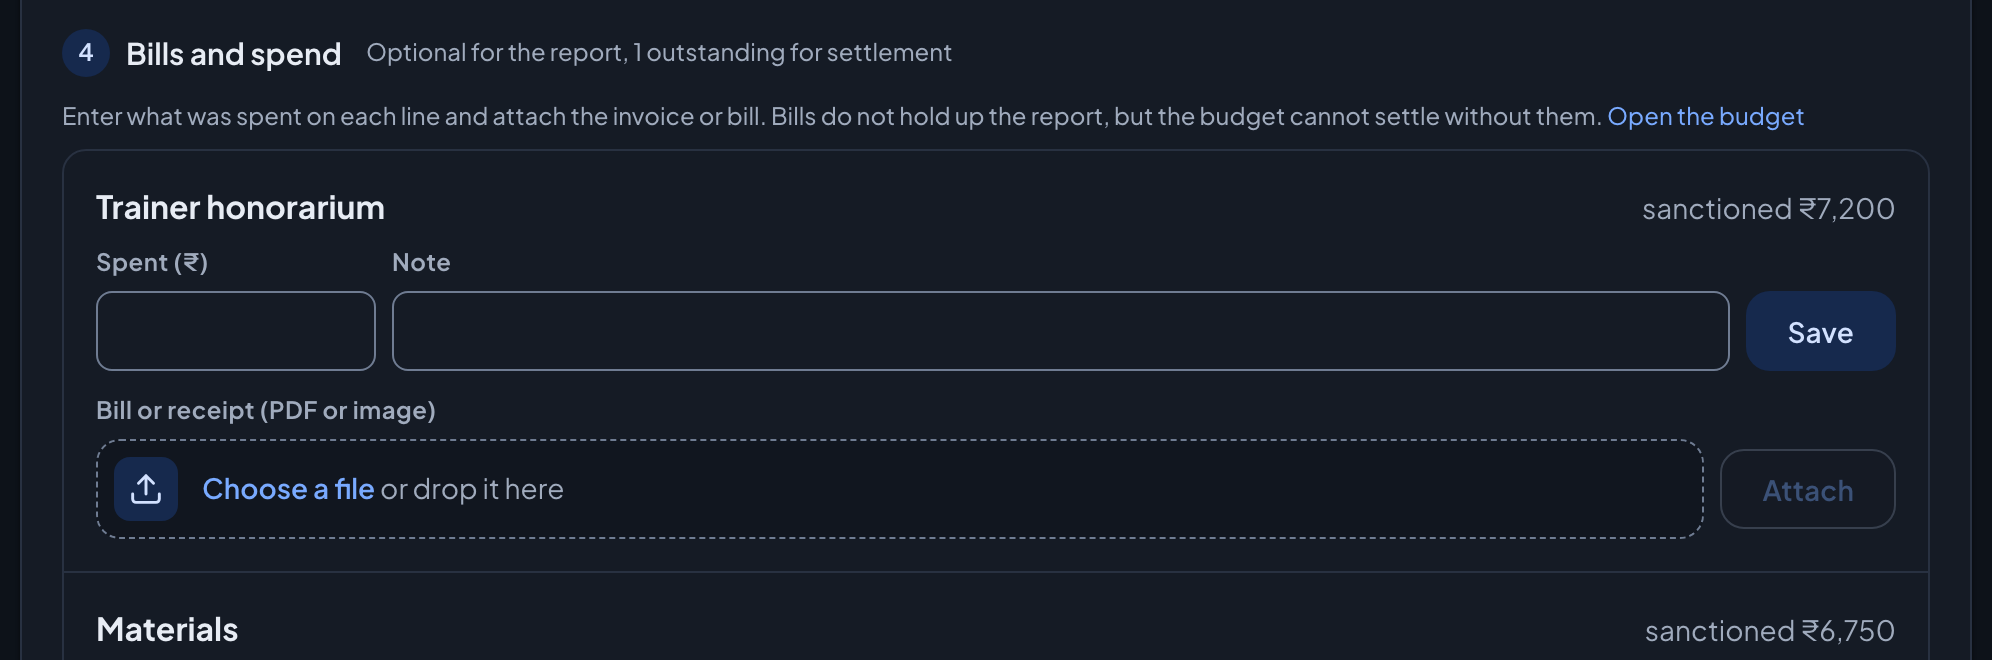 4 Bills and spend Optional for the report, 1 outstanding for settlement
Enter what was spent on each line and attach the invoice or bill. Bills do not hold up the report, but the budget cannot settle without them. Open the budget
Trainer honorarium sanctioned ₹7,200
Spent (₹) Note
Save
Bill or receipt (PDF or image)
Choose a file or drop it here Attach
Materials sanctioned ₹6,750